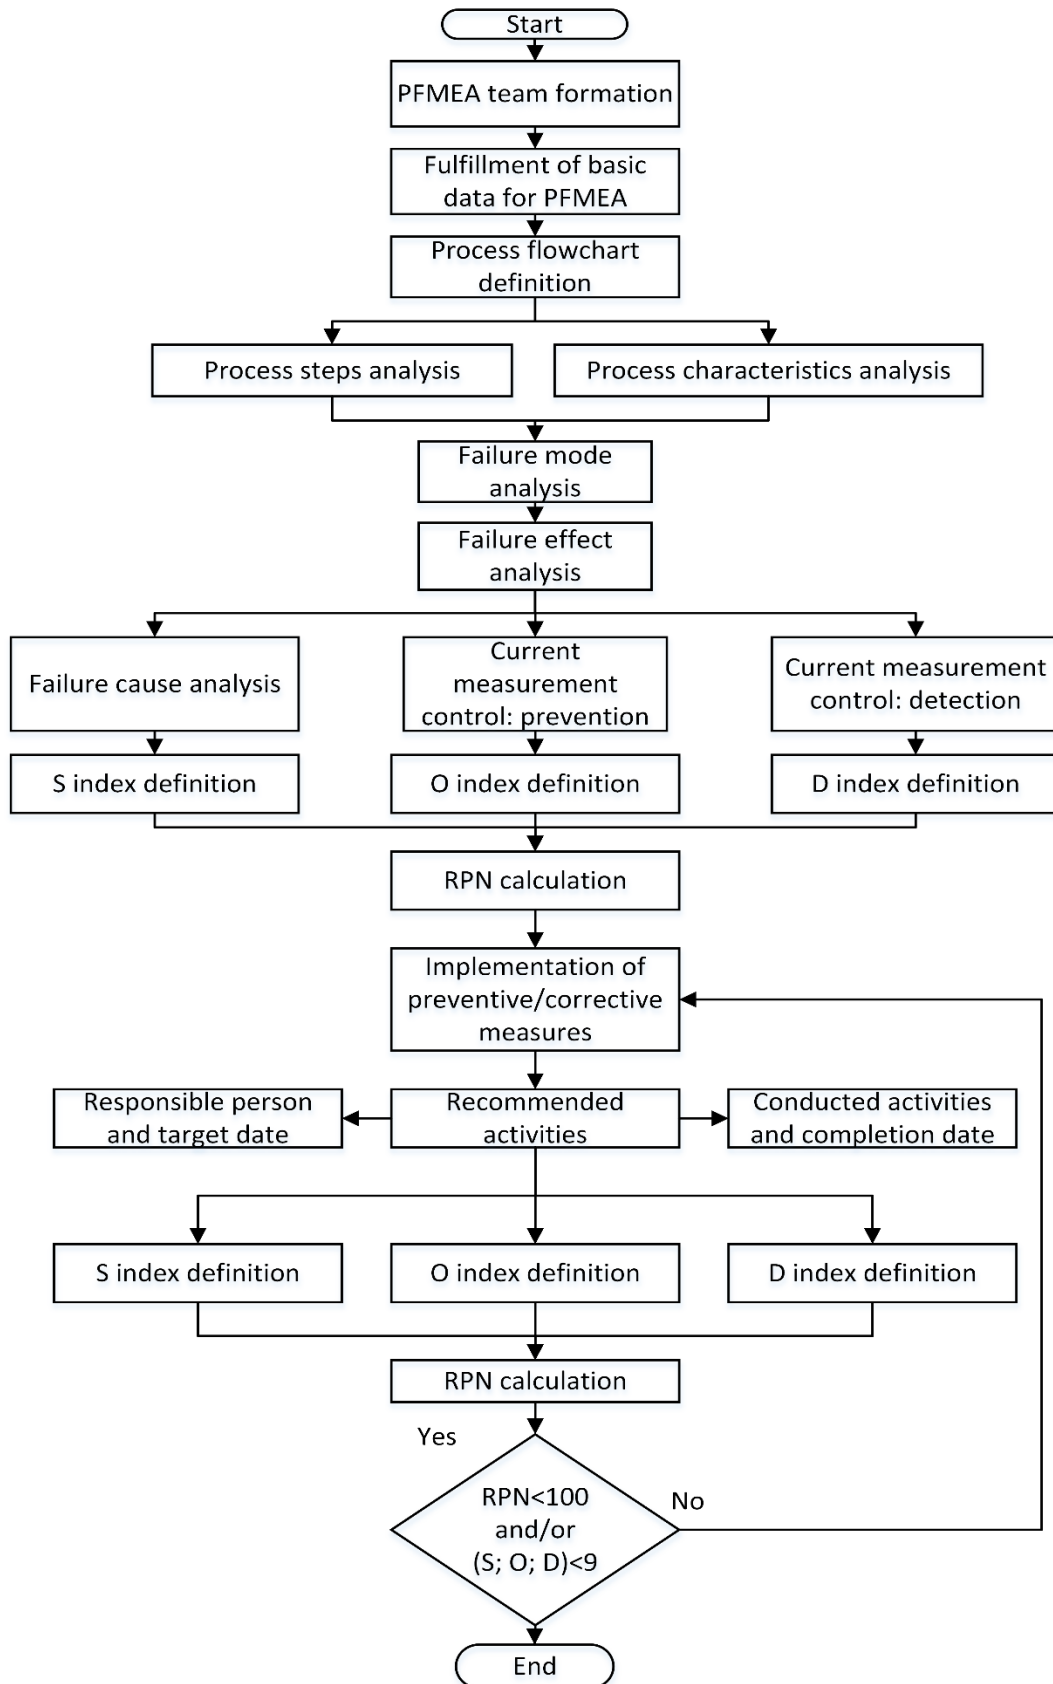 Start
PFMEA team formation
Fulfillment of basic
data for PFMEA
Process flowchart
definition
Process steps analysis
Process characteristics analysis
Failure mode
analysis
Failure effect
analysis
Failure cause analysis
Current
measurement
control: prevention
Current measurement
control: detection
S index definition
O index definition
D index definition
RPN calculation
Implementation of
preventive/corrective
measures
Responsible person
and target date
Recommended
activities
Conducted activities
and completion date
S index definition
O index definition
D index definition
RPN calculation
Yes
RPN<100
and/or
(S; O; D)<9
No
End